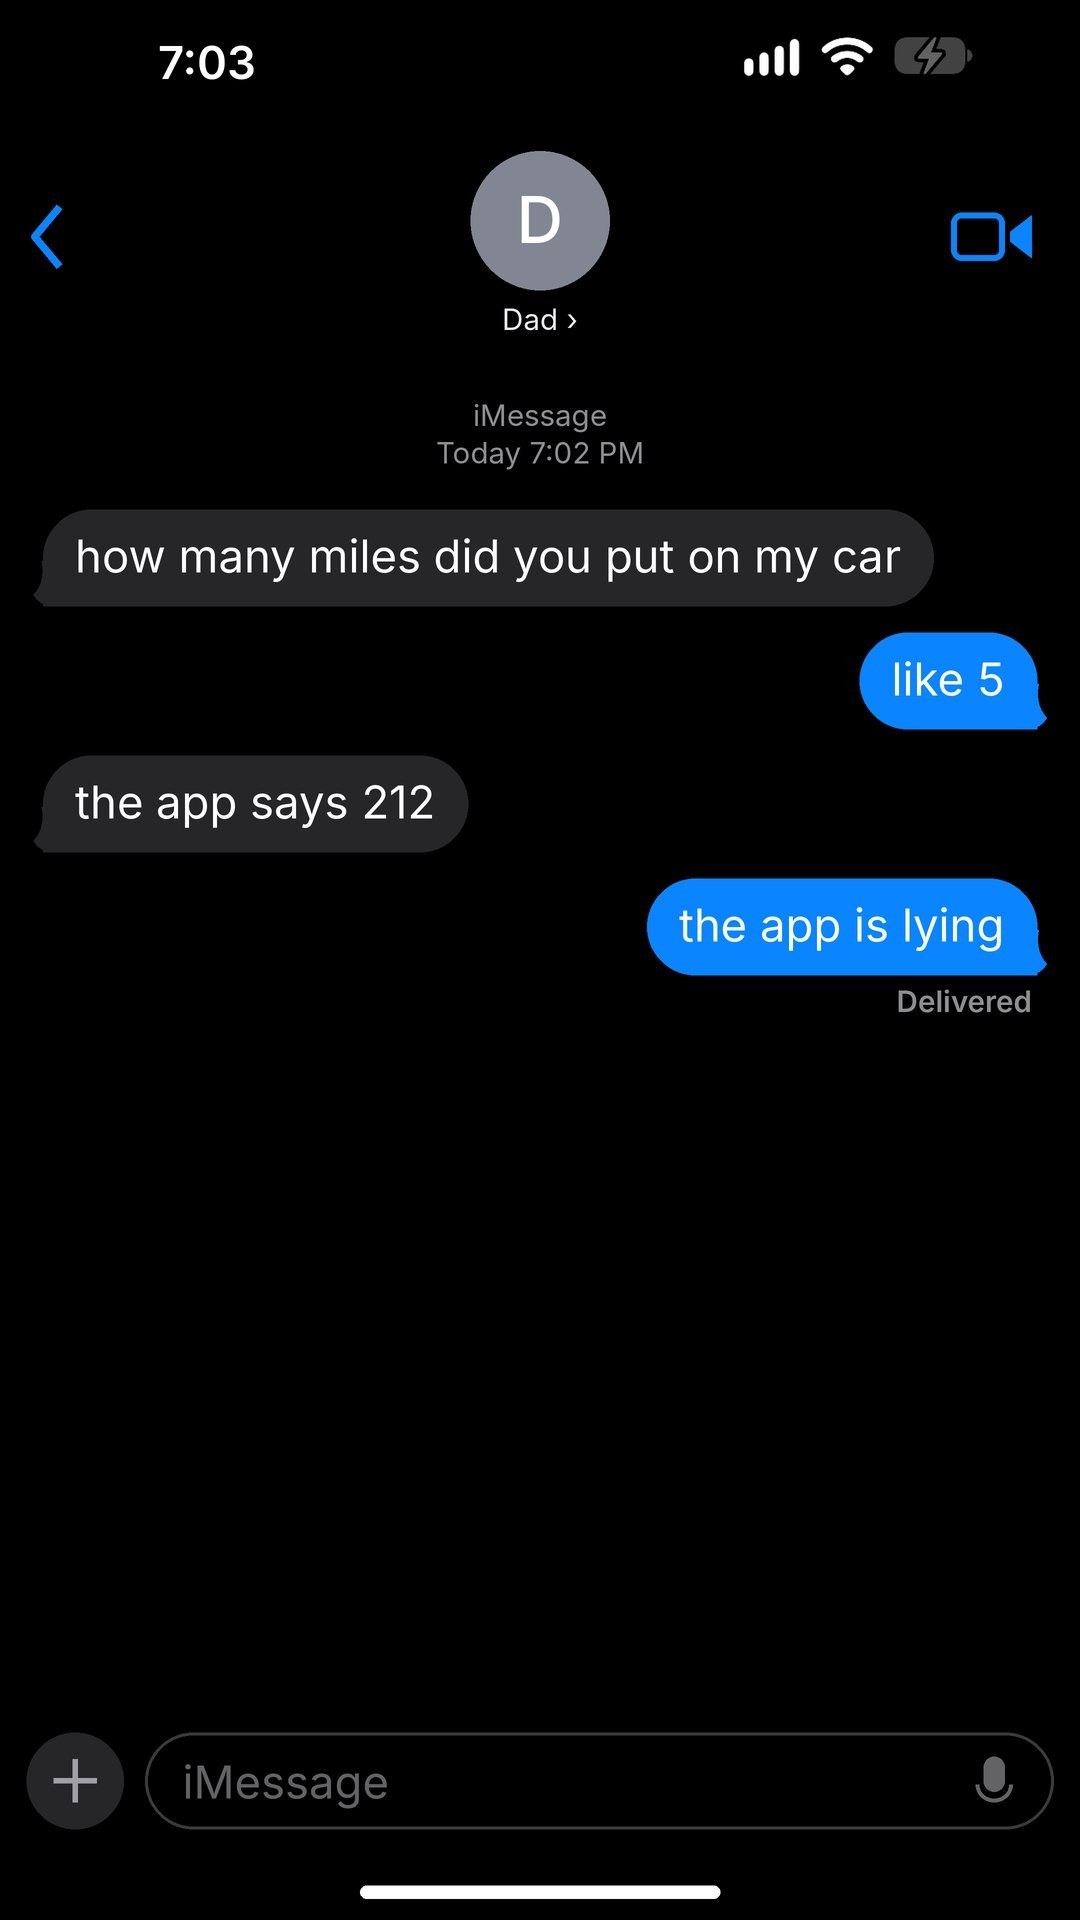 7:03
D
Dad ›
iMessage
Today 7:02 PM
how many miles did you put on my car
like 5
the app says 212
the app is lying
Delivered
iMessage